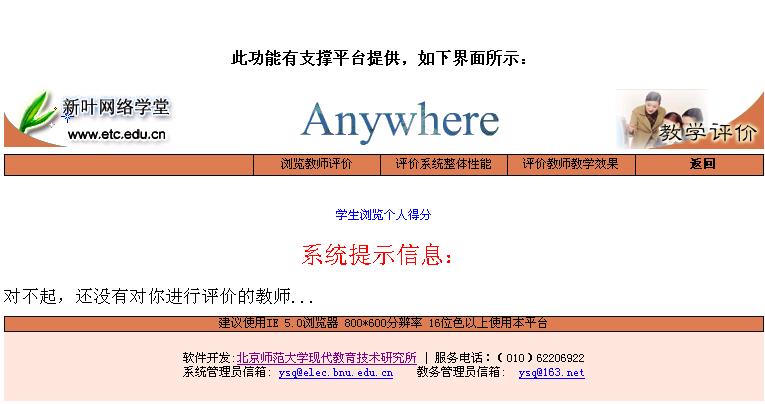 此功能有支撑平台提供，如下界面所示：
新叶网络学堂
www.etc.edu.cn
Anywhere
教学评价
浏览教师评价 评价系统整体性能 评价教师教学效果 返回
学生浏览个人得分
系统提示信息：
对不起，还没有对你进行评价的教师...
建议使用IE 5.0浏览器 800*600分辨率 16位色以上使用本平台
软件开发:北京师范大学现代教育技术研究所 | 服务电话：（010）62206922
系统管理员信箱: ysq@elec.bnu.edu.cn 教务管理员信箱: ysq@163.net